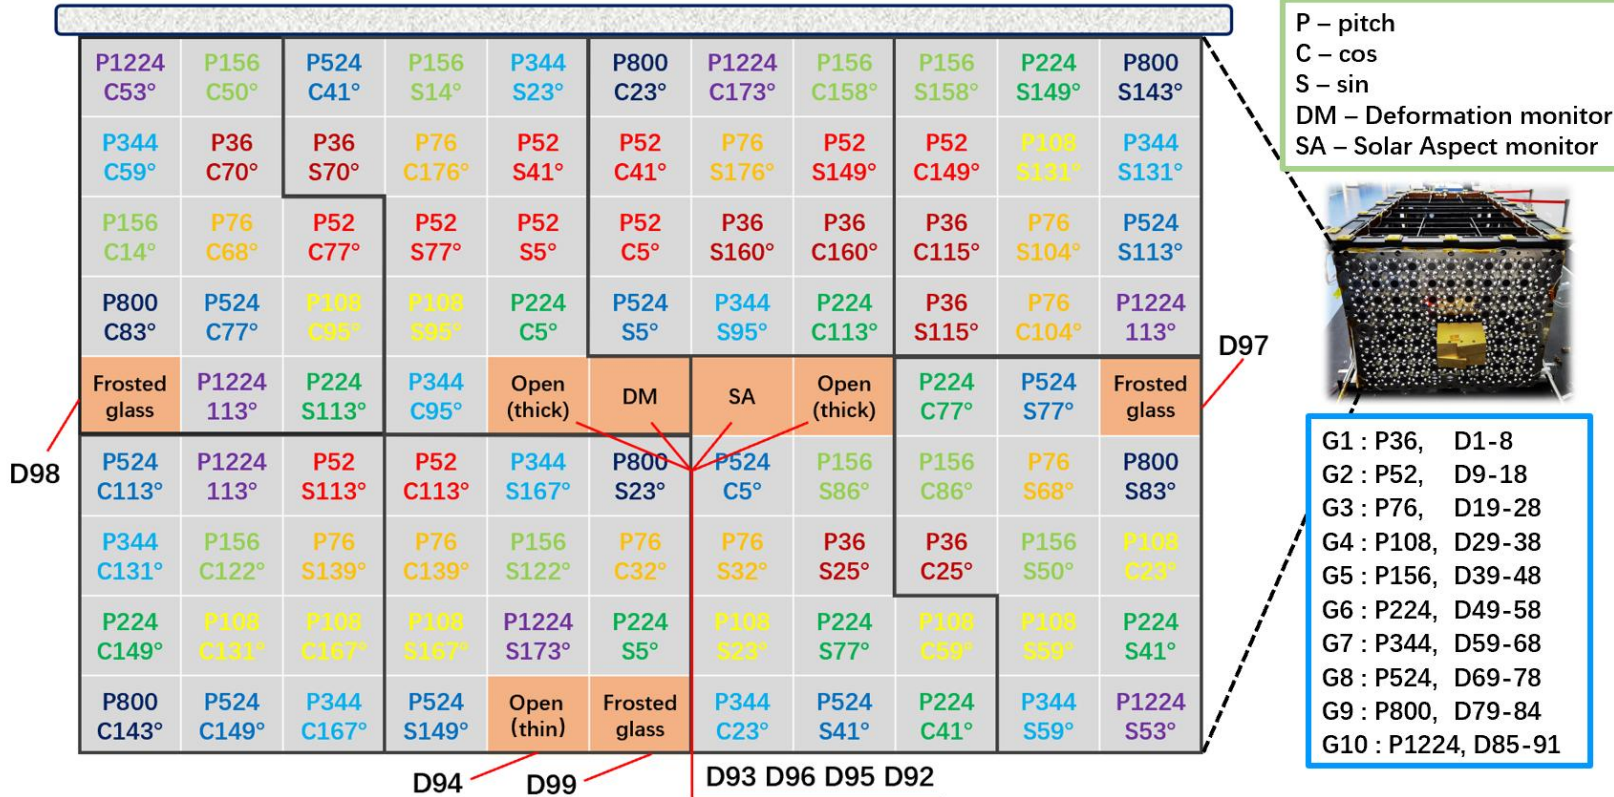 P1224 P156 P524 P156 P344 P800 P1224 P156 P156 P224 P800
C53° C50° C41° S14° S23° C23° C173° C158° S158° S149° S143°
P344 P36 P36 P76 P52 P52 P76 P52 P52 P108 P344
C59° C70° S70° C176° S41° C41° S176° S149° C149° S131° S131°
P156 P76 P52 P52 P52 P52 P36 P36 P36 P76 P524
C14° C68° C77° S77° S5° C5° S160° C160° C115° S104° S113°
P800 P524 P108 P108 P224 P524 P344 P224 P36 P76 P1224
C83° C77° C95° S95° C5° S5° S95° C113° S115° C104° 113°
Frosted P1224 P224 P344 Open DM SA Open P224 P524 Frosted
glass 113° S113° C95° (thick) (thick) C77° S77° glass
P524 P1224 P52 P52 P344 P800 P524 P156 P156 P76 P800
C113° 113° S113° C113° S167° S23° C5° S86° C86° S68° S83°
P344 P156 P76 P76 P156 P76 P76 P36 P36 P156 P108
C131° C122° S139° C139° S122° C32° S32° S25° C25° S50° C23°
P224 P108 P108 P108 P1224 P224 P108 P224 P108 P108 P224
C149° C131° C167° S167° S173° S5° S23° S77° C59° S59° S41°
P800 P524 P344 P524 Open Frosted P344 P524 P224 P344 P1224
C143° C149° C167° S149° (thin) glass C23° S41° C41° S59° S53°
D98
D97
D94
D99
D93 D96 D95 D92
P – pitch
C – cos
S – sin
DM – Deformation monitor
SA – Solar Aspect monitor
G1 : P36, D1-8
G2 : P52, D9-18
G3 : P76, D19-28
G4 : P108, D29-38
G5 : P156, D39-48
G6 : P224, D49-58
G7 : P344, D59-68
G8 : P524, D69-78
G9 : P800, D79-84
G10 : P1224, D85-91